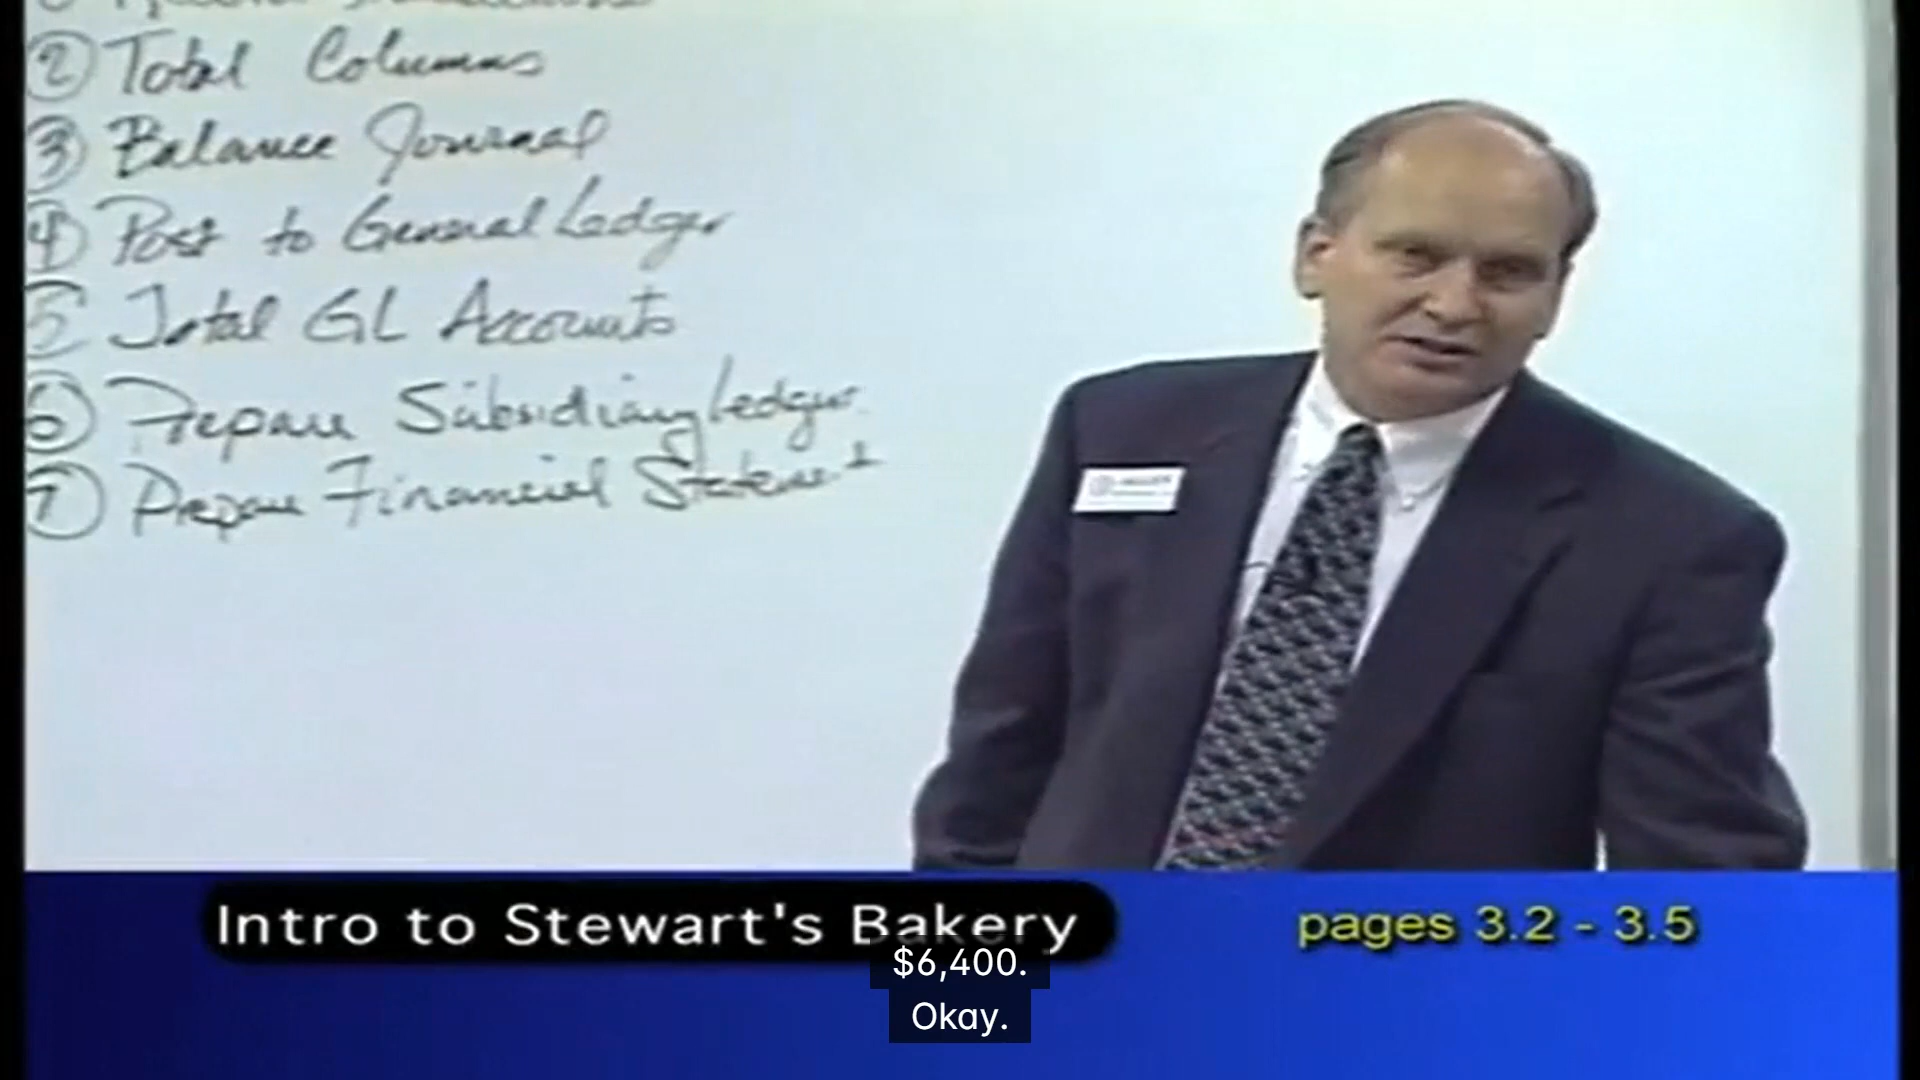 ② Total Columns
③ Balance Journal
④ Post to General Ledger
⑤ Total GL Accounts
⑥ Prepare Subsidiary Ledger
⑦ Prepare Financial Statement
Intro to Stewart's Bakery
pages 3.2 - 3.5
$6,400.
Okay.